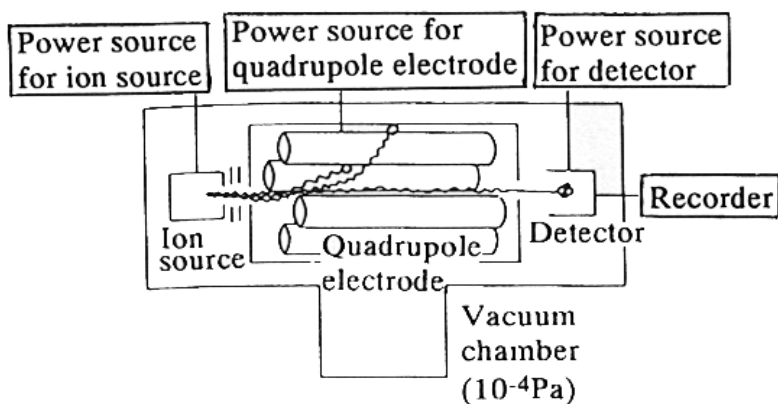 Power source
for ion source
Power source for
quadrupole electrode
Power source
for detector
Ion
source
Quadrupole
electrode
Detector
Recorder
Vacuum
chamber
(10⁻⁴Pa)